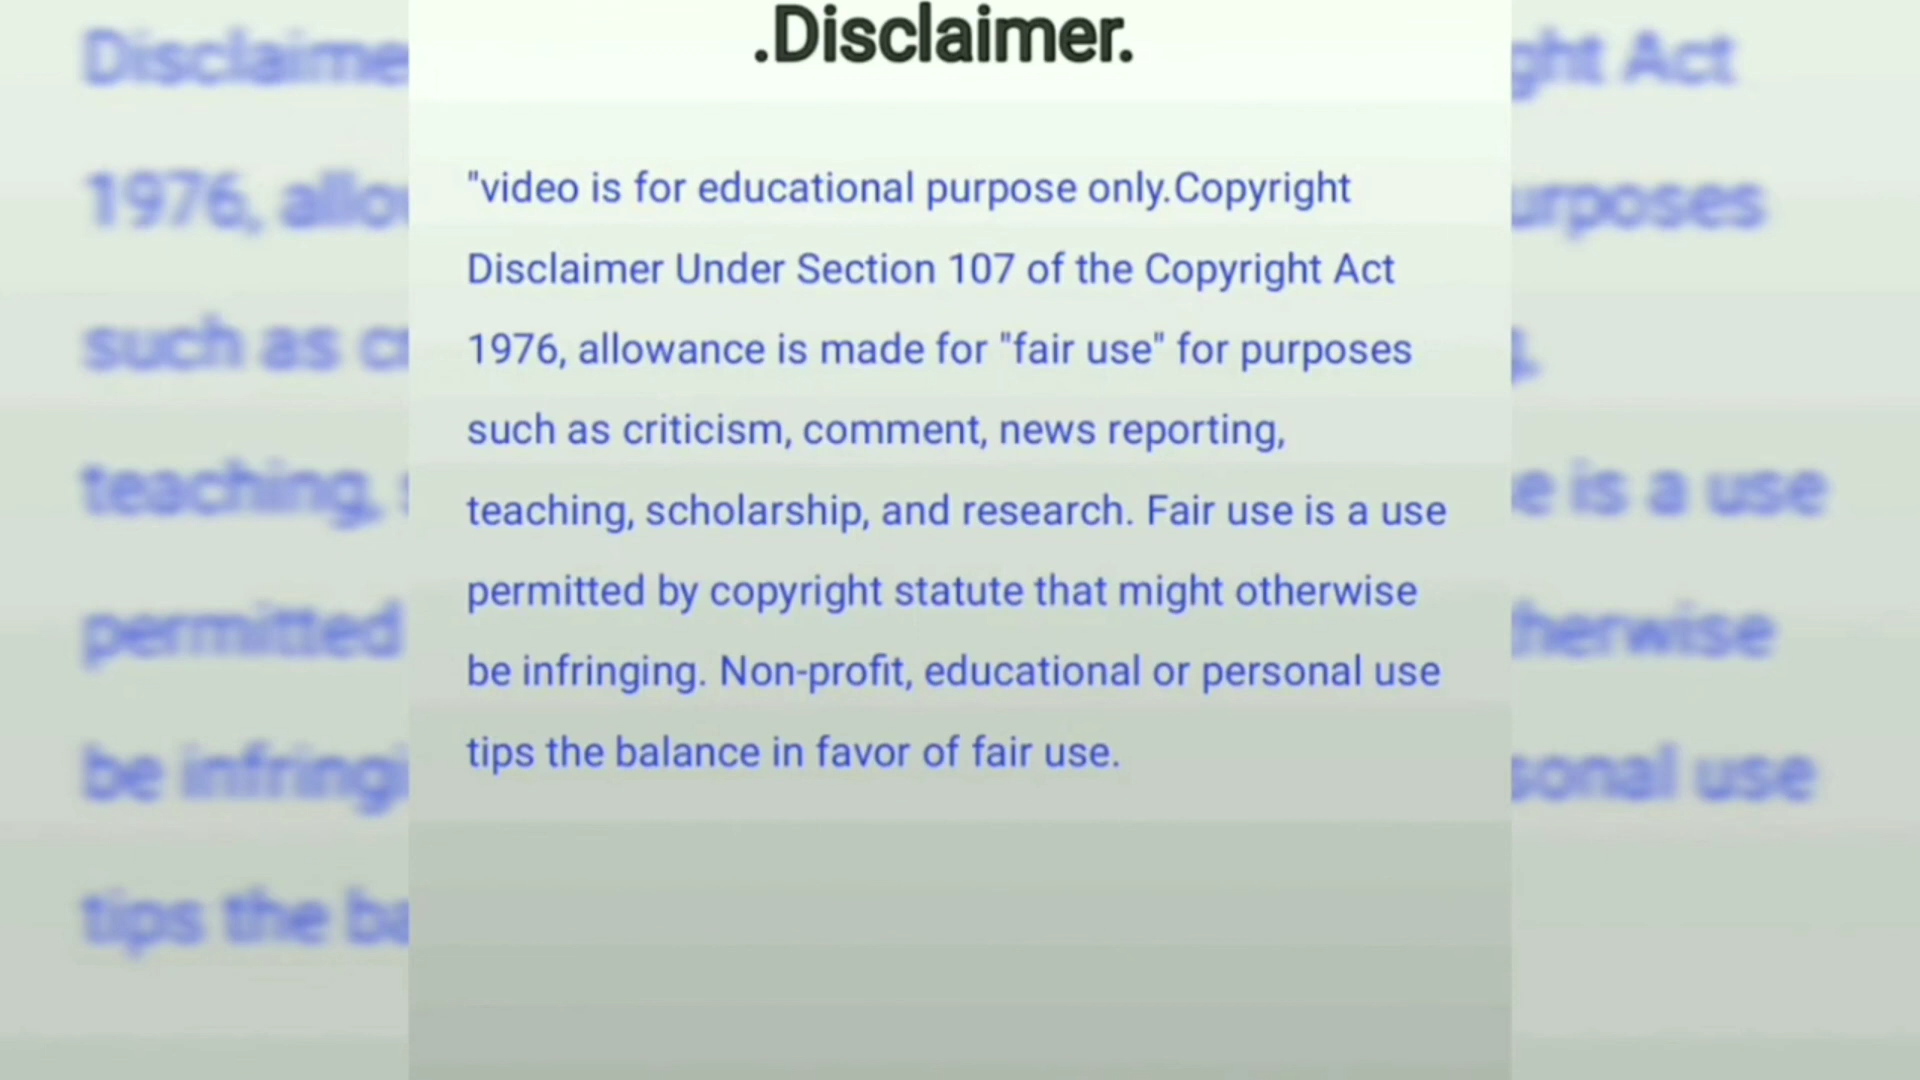 .Disclaimer.
"video is for educational purpose only.Copyright
Disclaimer Under Section 107 of the Copyright Act
1976, allowance is made for "fair use" for purposes
such as criticism, comment, news reporting,
teaching, scholarship, and research. Fair use is a use
permitted by copyright statute that might otherwise
be infringing. Non-profit, educational or personal use
tips the balance in favor of fair use.